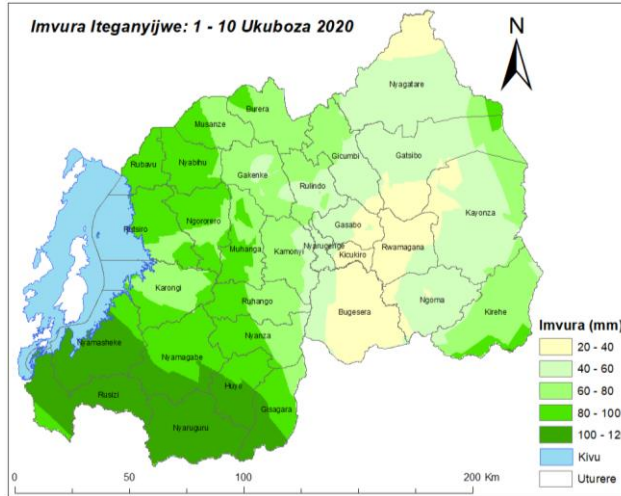 Imvura Iteganyijwe: 1 - 10 Ukuboza 2020
N
Nyagatare
Burera
Musanze
Rubavu
Nyabihu
Gakenke
Gicumbi
Gatsibo
Rulindo
Rutsiro
Ngororero
Gasabo
Kayonza
Muhanga
Kamonyi
Nyarugenge
Kicukiro
Rwamagana
Karongi
Ruhango
Bugesera
Ngoma
Kirehe
Nyanza
Nyamasheke
Nyamagabe
Huye
Rusizi
Gisagara
Nyaruguru
Imvura (mm)
20 - 40
40 - 60
60 - 80
80 - 100
100 - 12
Kivu
Uturere
0 50 100 200 Km